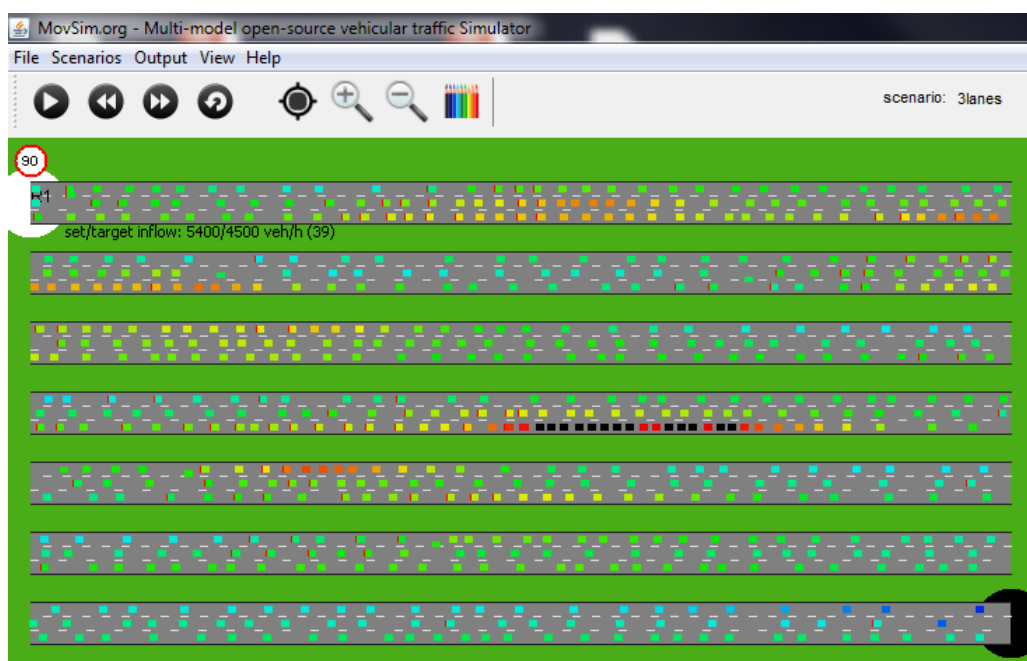 MovSim.org - Multi-model open-source vehicular traffic Simulator
File Scenarios Output View Help
scenario: 3lanes
90
R1
set/target inflow: 5400/4500 veh/h (39)